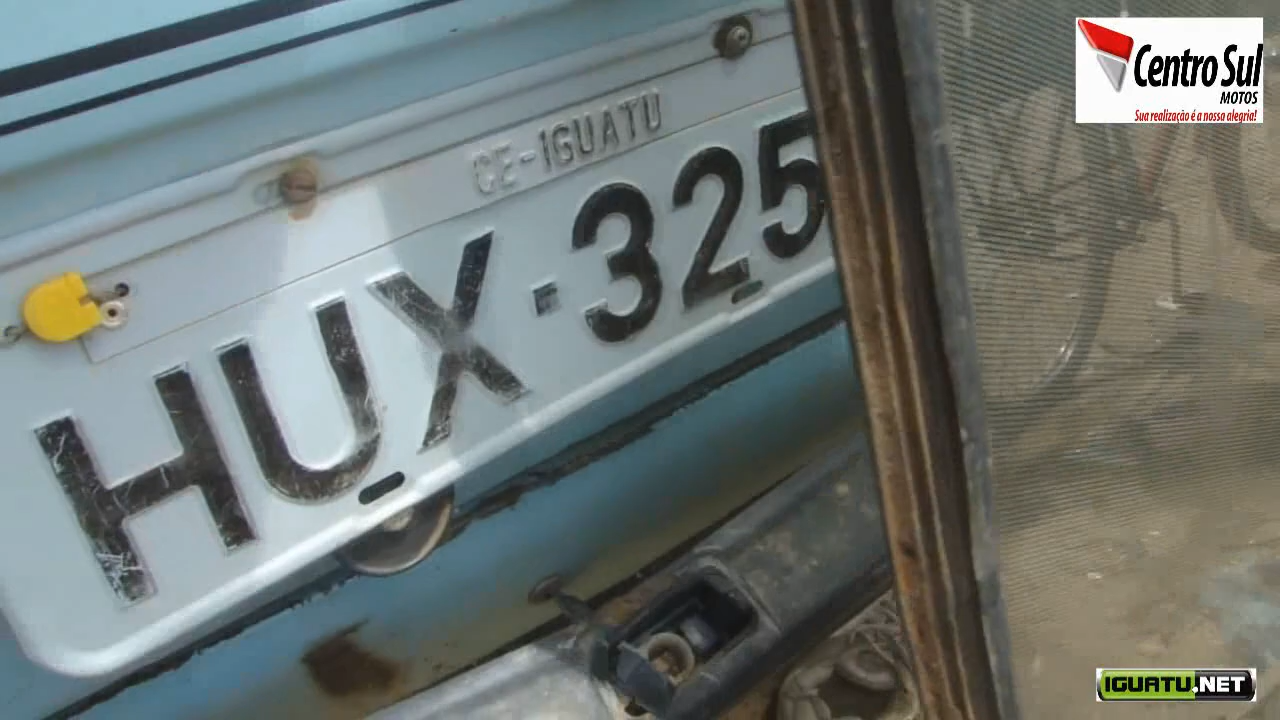 Centro Sul
MOTOS
Sua realização é a nossa alegria!
CE-IGUATU
HUX-325
IGUATU.NET